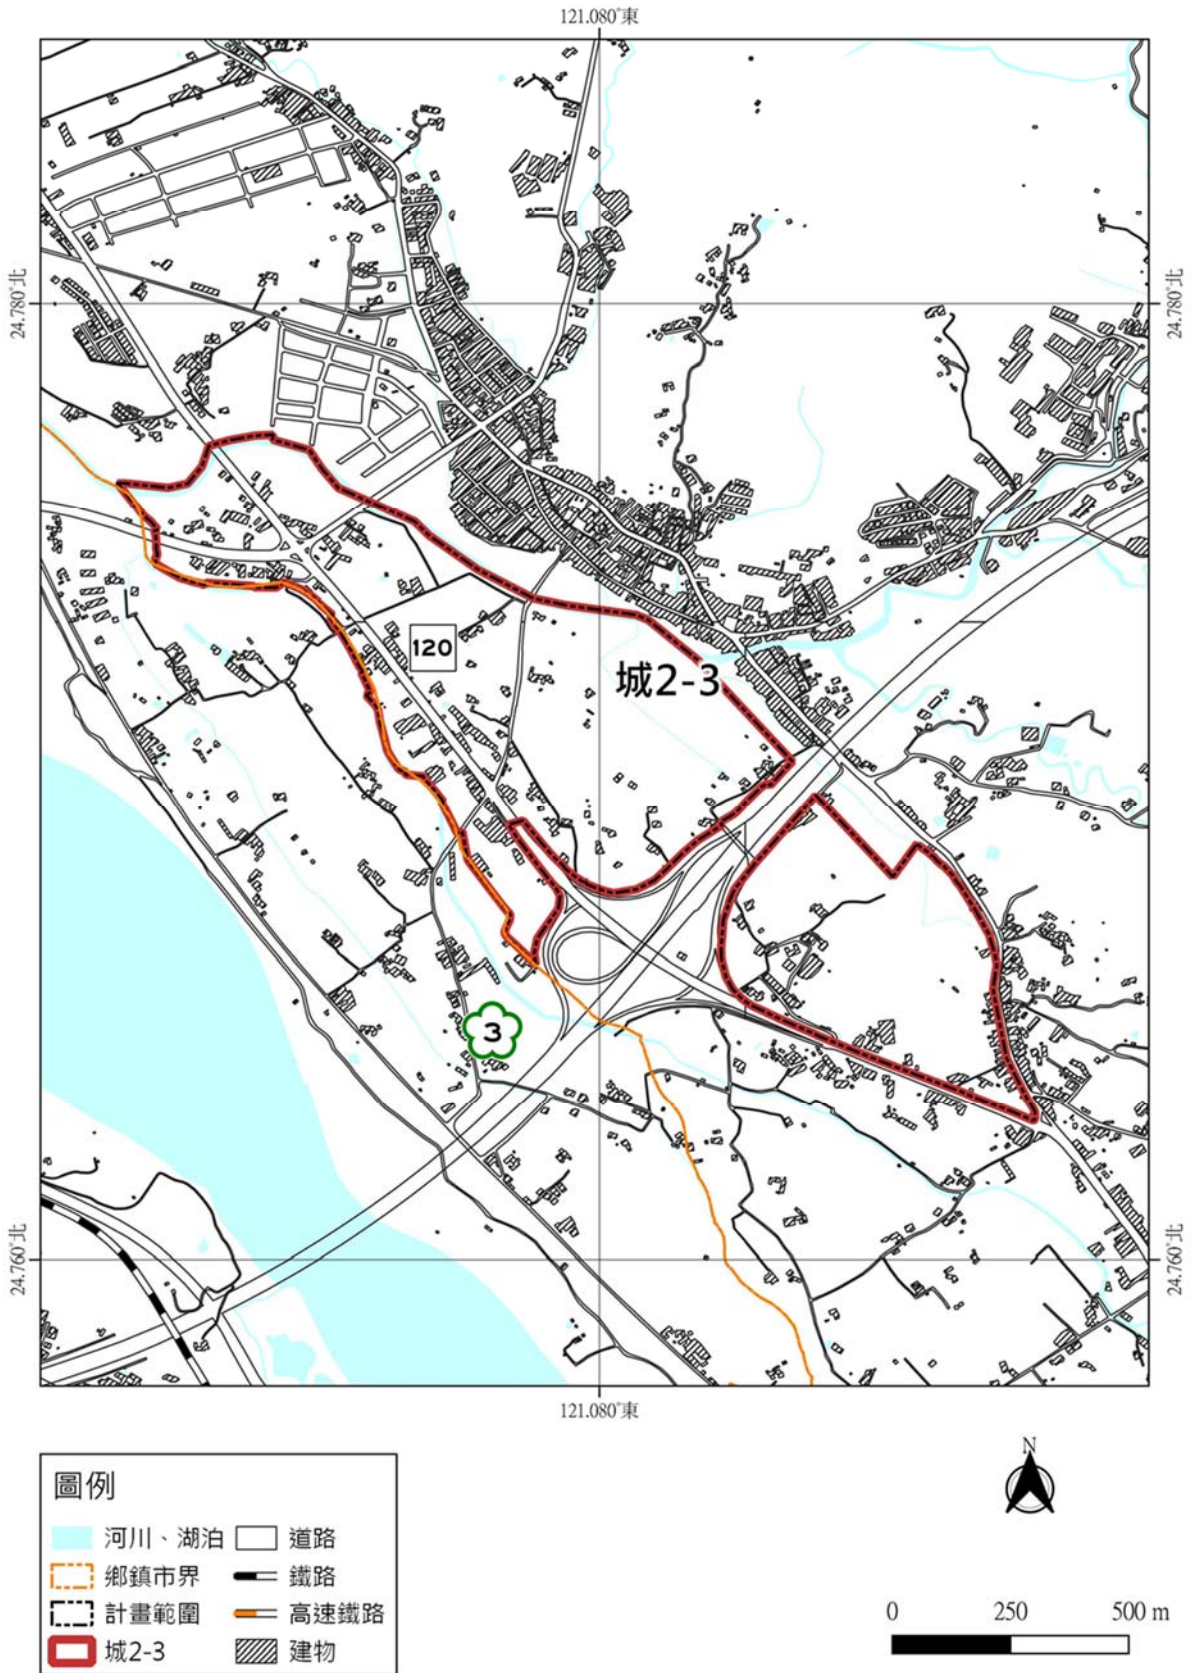 121.080°東
24.780°北
24.780°北
120
城2-3
3
24.760°北
24.760°北
121.080°東
圖例
河川、湖泊
道路
鄉鎮市界
鐵路
計畫範圍
高速鐵路
城2-3
建物
N
0 250 500 m